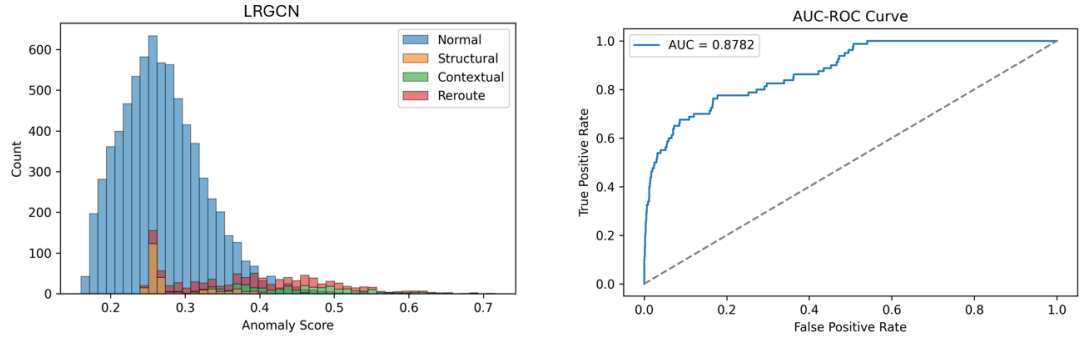 LRGCN
Normal
Structural
Contextual
Reroute
Count
600
500
400
300
200
100
0
0.2 0.3 0.4 0.5 0.6 0.7
Anomaly Score
AUC-ROC Curve
AUC = 0.8782
True Positive Rate
1.0
0.8
0.6
0.4
0.2
0.0
0.0 0.2 0.4 0.6 0.8 1.0
False Positive Rate